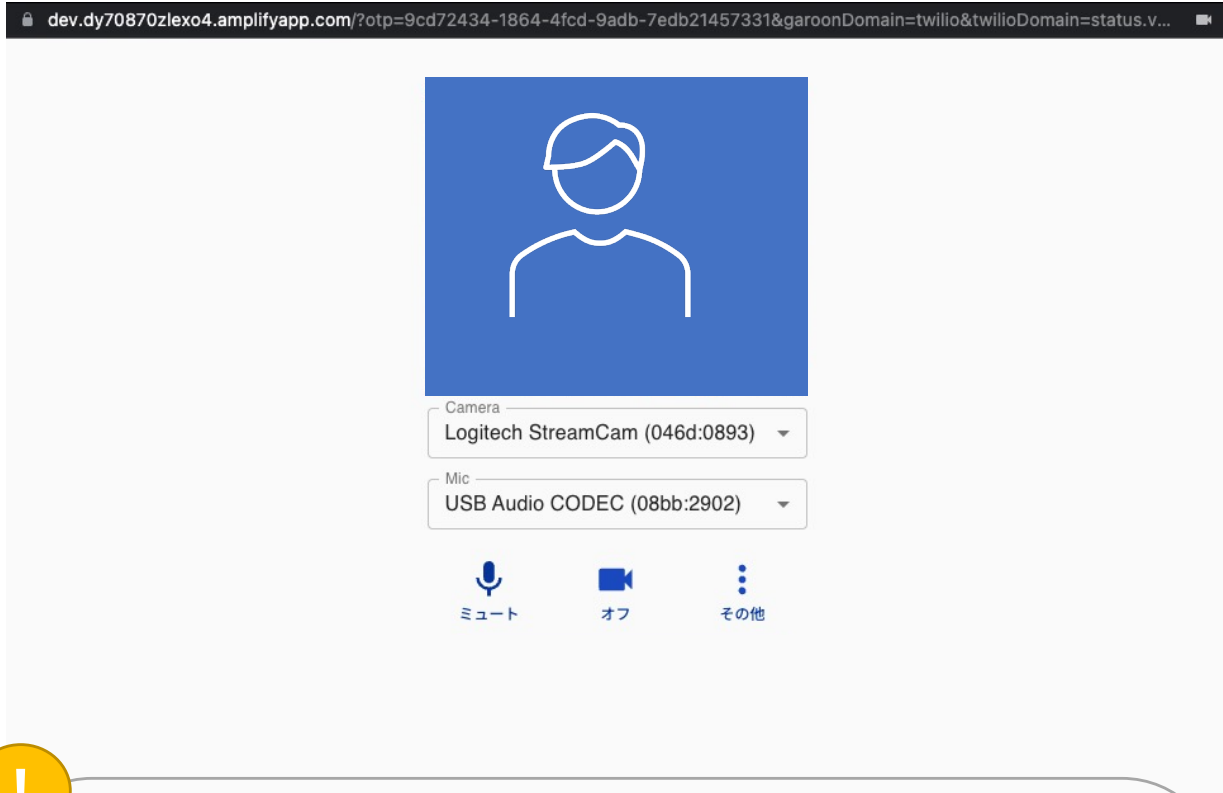 dev.dy70870zlexo4.amplifyapp.com/?otp=9cd72434-1864-4fcd-9adb-7edb21457331&garoonDomain=twilio&twilioDomain=status.v...
Camera
Logitech StreamCam (046d:0893)
Mic
USB Audio CODEC (08bb:2902)
ミュート
オフ
その他
!